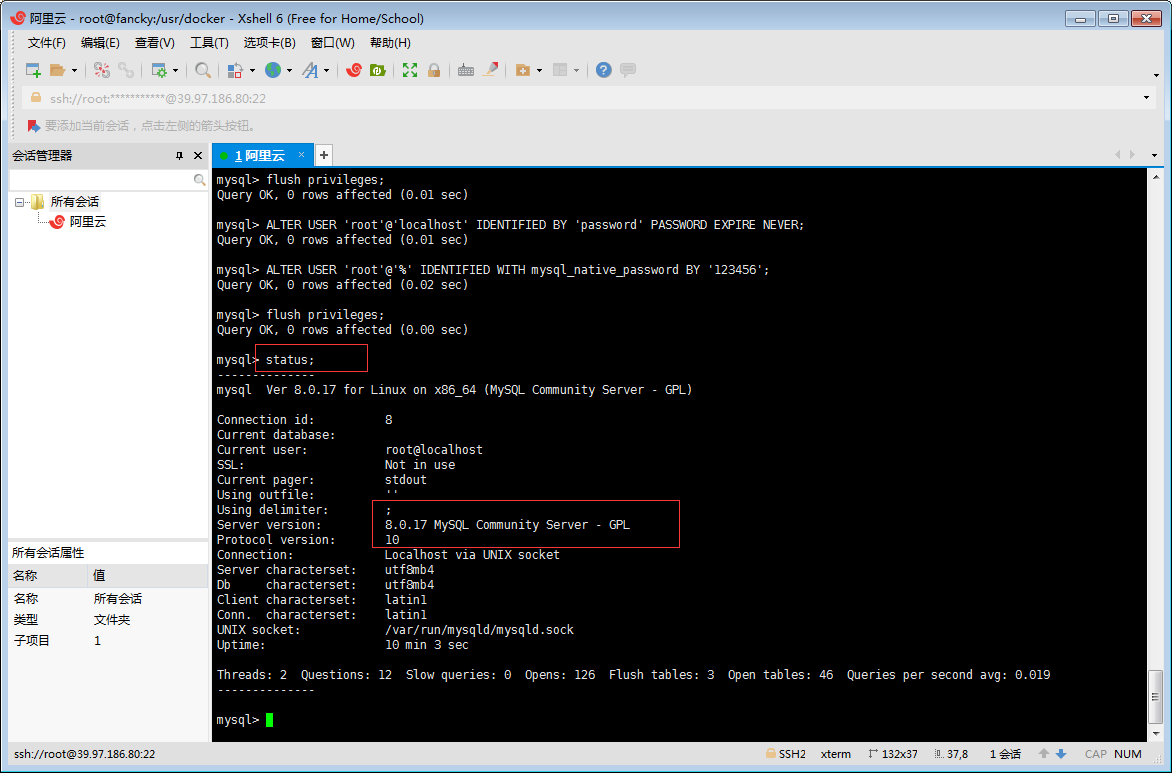 阿里云 - root@fancky:/usr/docker - Xshell 6 (Free for Home/School)
文件(F) 编辑(E) 查看(V) 工具(T) 选项卡(B) 窗口(W) 帮助(H)
ssh://root:***********@39.97.186.80:22
要添加当前会话，点击左侧的箭头按钮。
会话管理器
所有会话
阿里云
所有会话属性
名称 值
名称 所有会话
类型 文件夹
子项目 1
1 阿里云
mysql> flush privileges;
Query OK, 0 rows affected (0.01 sec)
mysql> ALTER USER 'root'@'localhost' IDENTIFIED BY 'password' PASSWORD EXPIRE NEVER;
Query OK, 0 rows affected (0.01 sec)
mysql> ALTER USER 'root'@'%' IDENTIFIED WITH mysql_native_password BY '123456';
Query OK, 0 rows affected (0.02 sec)
mysql> flush privileges;
Query OK, 0 rows affected (0.00 sec)
mysql> status;
--------------
mysql  Ver 8.0.17 for Linux on x86_64 (MySQL Community Server - GPL)
Connection id:          8
Current database:
Current user:           root@localhost
SSL:                    Not in use
Current pager:          stdout
Using outfile:          ''
Using delimiter:        ;
Server version:         8.0.17 MySQL Community Server - GPL
Protocol version:       10
Connection:             Localhost via UNIX socket
Server characterset:    utf8mb4
Db     characterset:    utf8mb4
Client characterset:    latin1
Conn.  characterset:    latin1
UNIX socket:            /var/run/mysqld/mysqld.sock
Uptime:                 10 min 3 sec
Threads: 2  Questions: 12  Slow queries: 0  Opens: 126  Flush tables: 3  Open tables: 46  Queries per second avg: 0.019
--------------
mysql>
ssh://root@39.97.186.80:22 SSH2 xterm 132x37 37,8 1 会话 CAP NUM